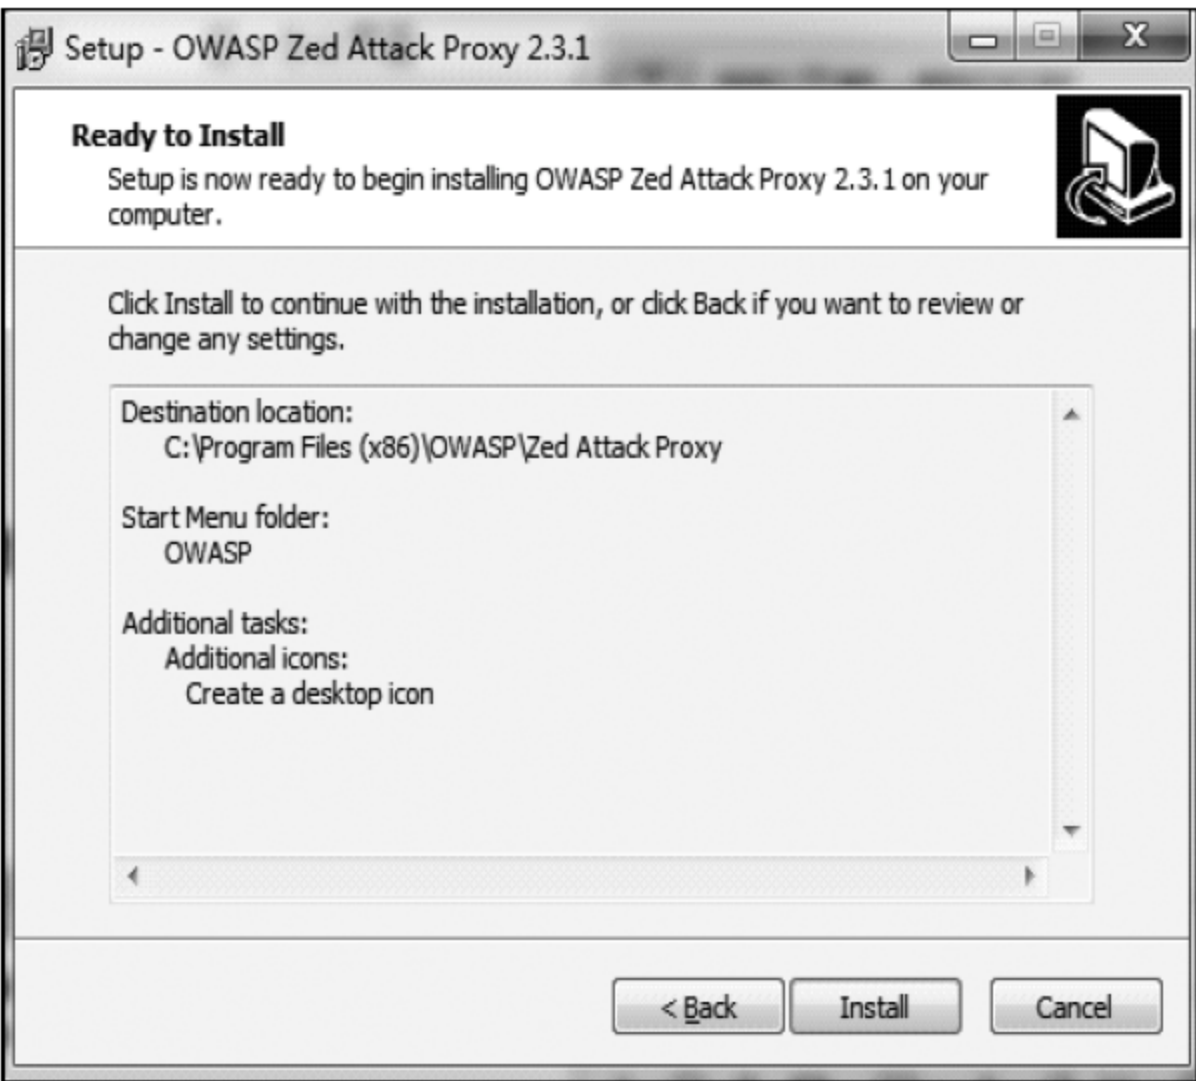 Setup - OWASP Zed Attack Proxy 2.3.1
X
Ready to Install
Setup is now ready to begin installing OWASP Zed Attack Proxy 2.3.1 on your
computer.
Click Install to continue with the installation, or click Back if you want to review or
change any settings.
Destination location:
C:\Program Files (x86)\OWASP\Zed Attack Proxy
Start Menu folder:
OWASP
Additional tasks:
Additional icons:
Create a desktop icon
< Back
Install
Cancel